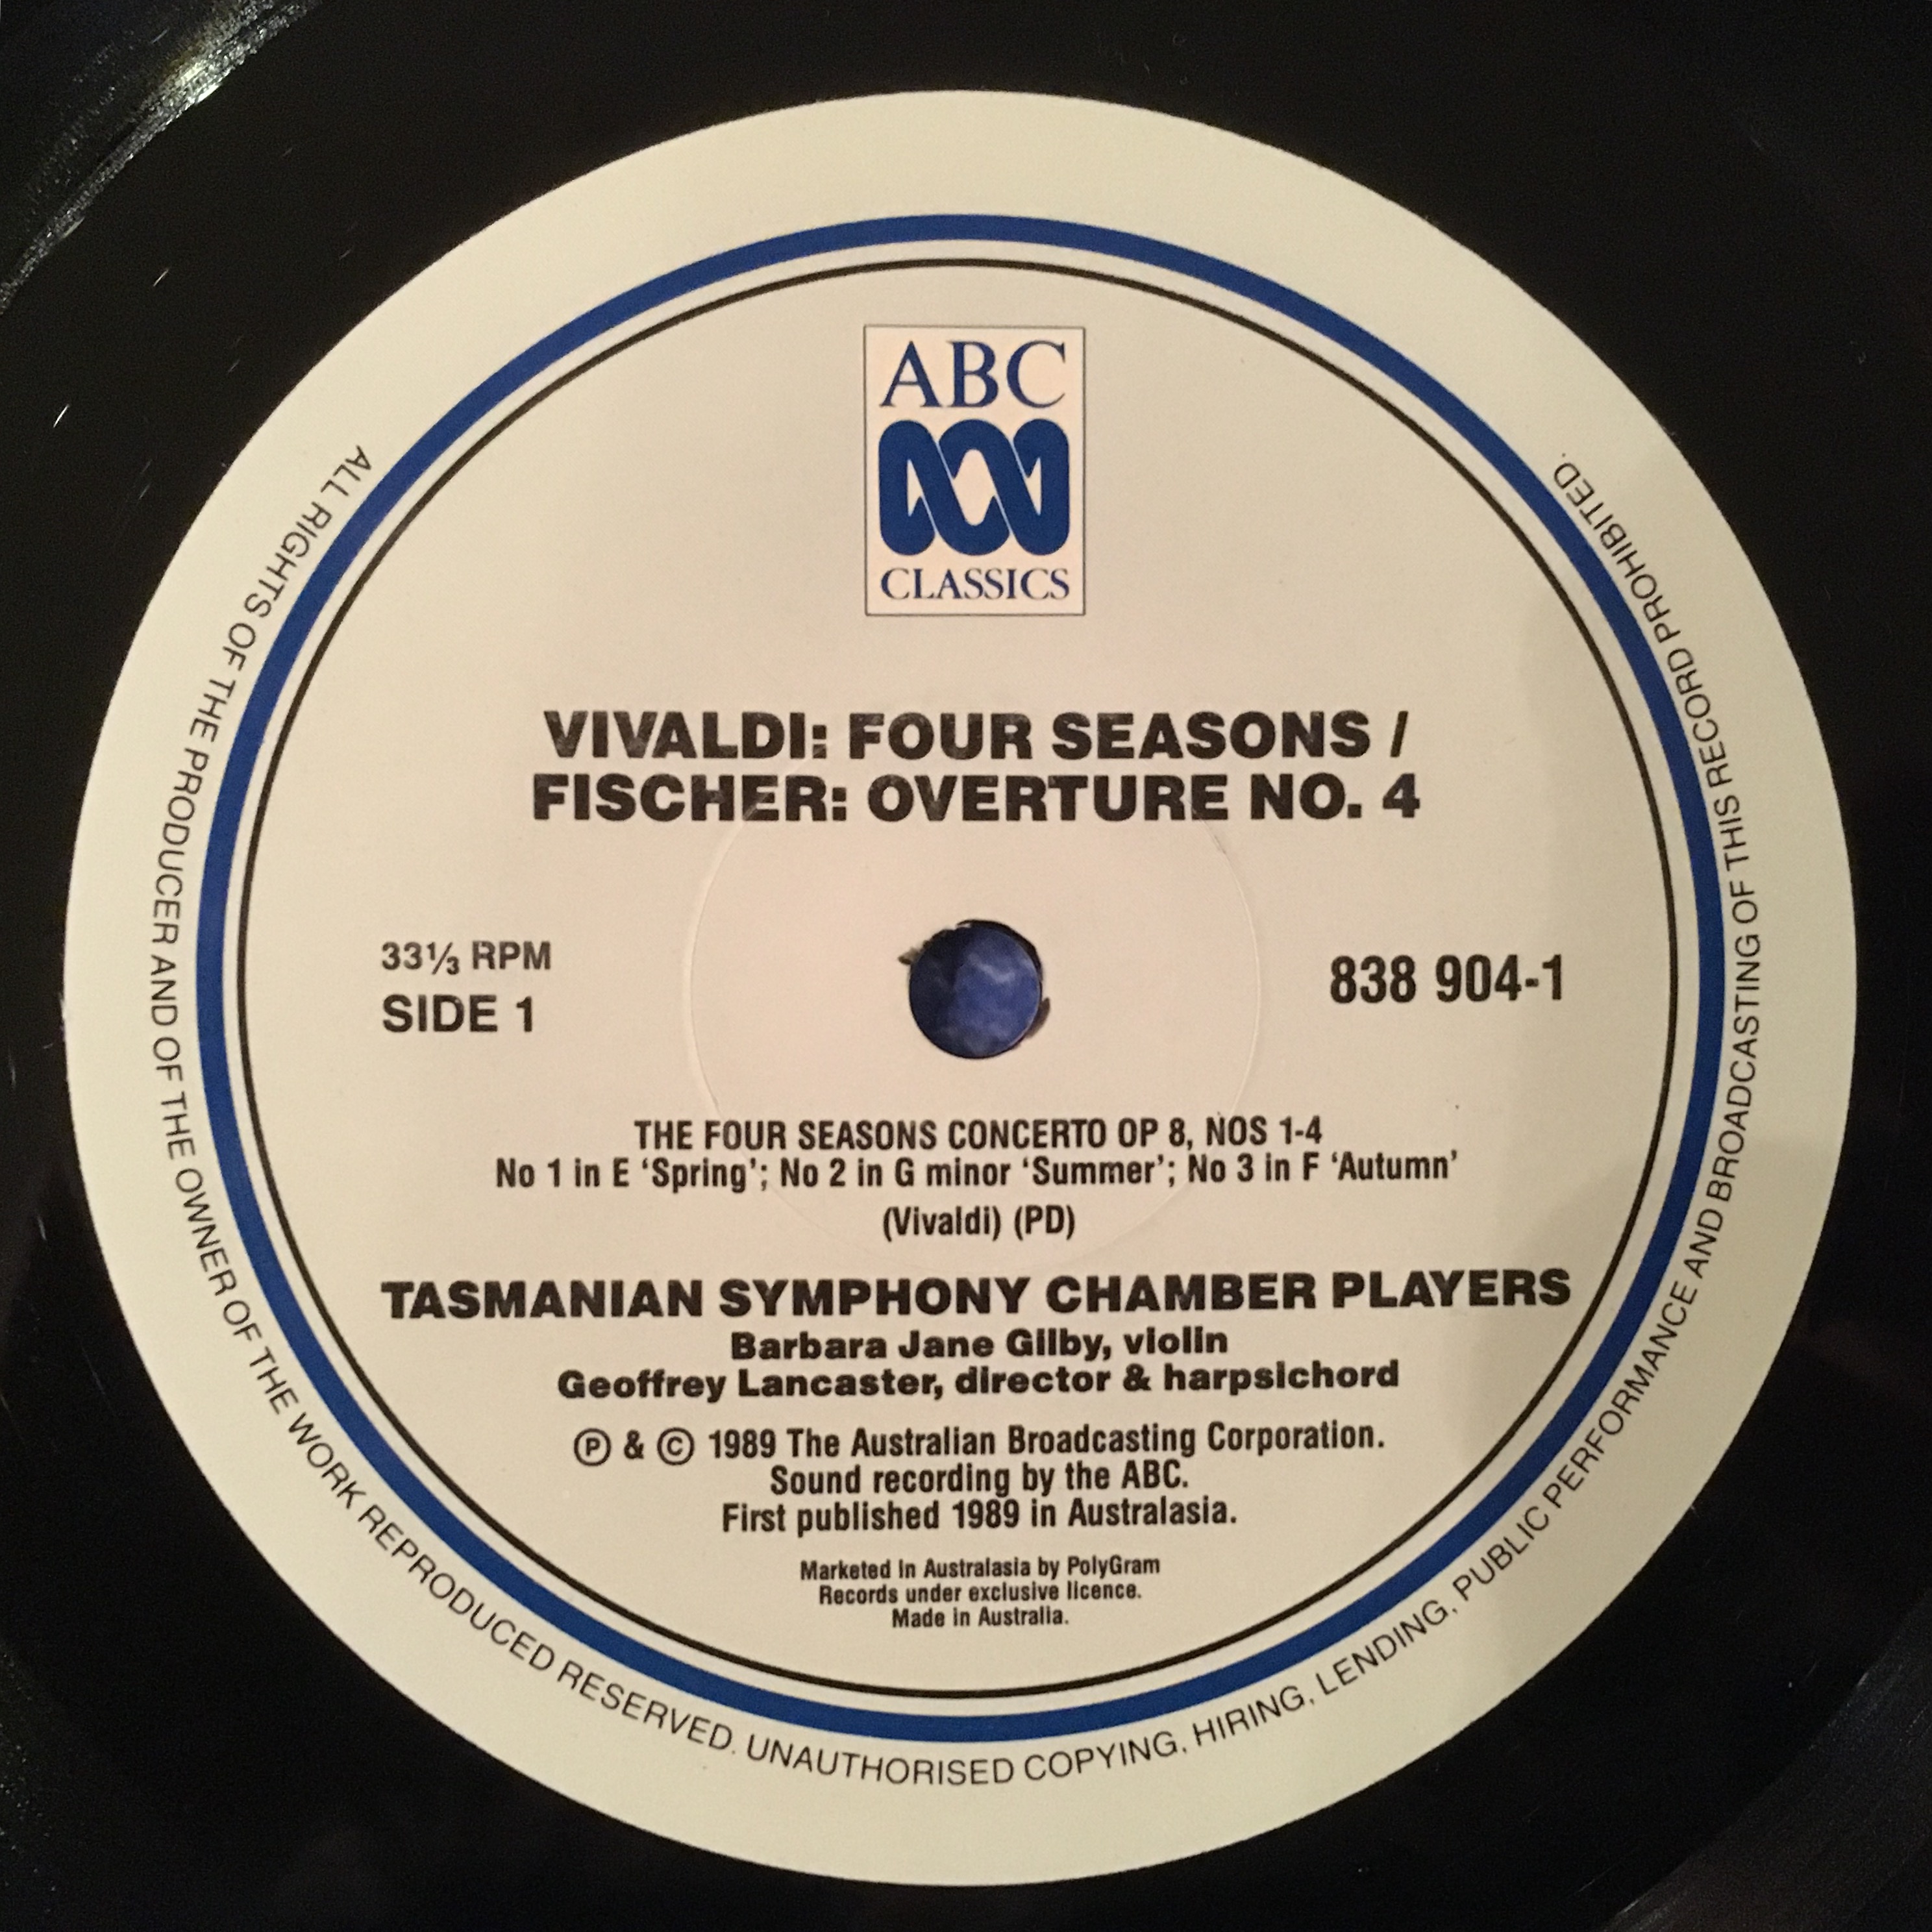 ABC
CLASSICS
VIVALDI: FOUR SEASONS /
FISCHER: OVERTURE NO. 4
33⅓ RPM
SIDE 1
838 904-1
THE FOUR SEASONS CONCERTO OP 8, NOS 1-4
No 1 in E ‘Spring’; No 2 in G minor ‘Summer’; No 3 in F ‘Autumn’
(Vivaldi) (PD)
TASMANIAN SYMPHONY CHAMBER PLAYERS
Barbara Jane Gilby, violin
Geoffrey Lancaster, director & harpsichord
Ⓟ & © 1989 The Australian Broadcasting Corporation.
Sound recording by the ABC.
First published 1989 in Australasia.
Marketed in Australasia by PolyGram
Records under exclusive licence.
Made in Australia.
ALL RIGHTS OF THE PRODUCER AND OF THE OWNER OF THE WORK REPRODUCED RESERVED. UNAUTHORISED COPYING, HIRING, LENDING, PUBLIC PERFORMANCE AND BROADCASTING OF THIS RECORD PROHIBITED.